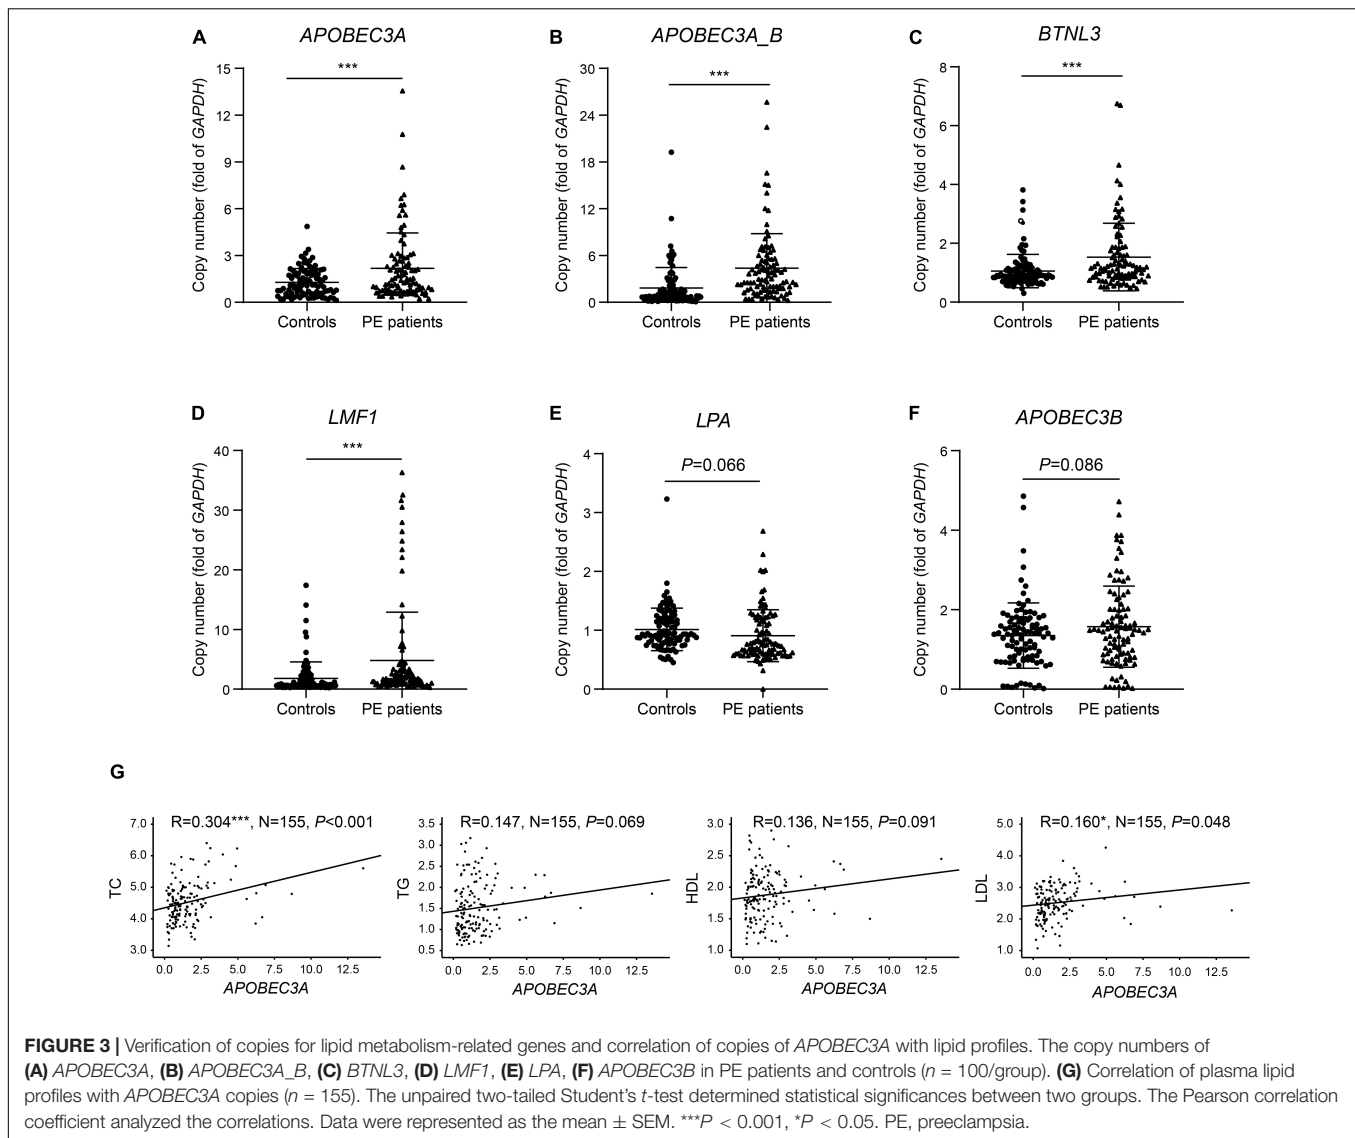 A
APOBEC3A
***
Copy number (fold of GAPDH)
15
12
9
6
3
0
Controls
PE patients
B
APOBEC3A_B
***
Copy number (fold of GAPDH)
30
24
18
12
6
0
Controls
PE patients
C
BTNL3
***
Copy number (fold of GAPDH)
8
6
4
2
0
Controls
PE patients
D
LMF1
***
Copy number (fold of GAPDH)
40
30
20
10
0
Controls
PE patients
E
LPA
P=0.066
Copy number (fold of GAPDH)
4
3
2
1
0
Controls
PE patients
F
APOBEC3B
P=0.086
Copy number (fold of GAPDH)
6
4
2
0
Controls
PE patients
G
R=0.304***, N=155, P<0.001
TC
7.0
6.0
5.0
4.0
3.0
0.0 2.5 5.0 7.5 10.0 12.5
APOBEC3A
R=0.147, N=155, P=0.069
TG
3.5
3.0
2.5
2.0
1.5
1.0
0.5
0.0 2.5 5.0 7.5 10.0 12.5
APOBEC3A
R=0.136, N=155, P=0.091
HDL
3.0
2.5
2.0
1.5
1.0
0.0 2.5 5.0 7.5 10.0 12.5
APOBEC3A
R=0.160*, N=155, P=0.048
LDL
5.0
4.0
3.0
2.0
1.0
0.0 2.5 5.0 7.5 10.0 12.5
APOBEC3A
FIGURE 3 | Verification of copies for lipid metabolism-related genes and correlation of copies of APOBEC3A with lipid profiles. The copy numbers of
(A) APOBEC3A, (B) APOBEC3A_B, (C) BTNL3, (D) LMF1, (E) LPA, (F) APOBEC3B in PE patients and controls (n = 100/group). (G) Correlation of plasma lipid
profiles with APOBEC3A copies (n = 155). The unpaired two-tailed Student's t-test determined statistical significances between two groups. The Pearson correlation
coefficient analyzed the correlations. Data were represented as the mean ± SEM. ***P < 0.001, *P < 0.05. PE, preeclampsia.